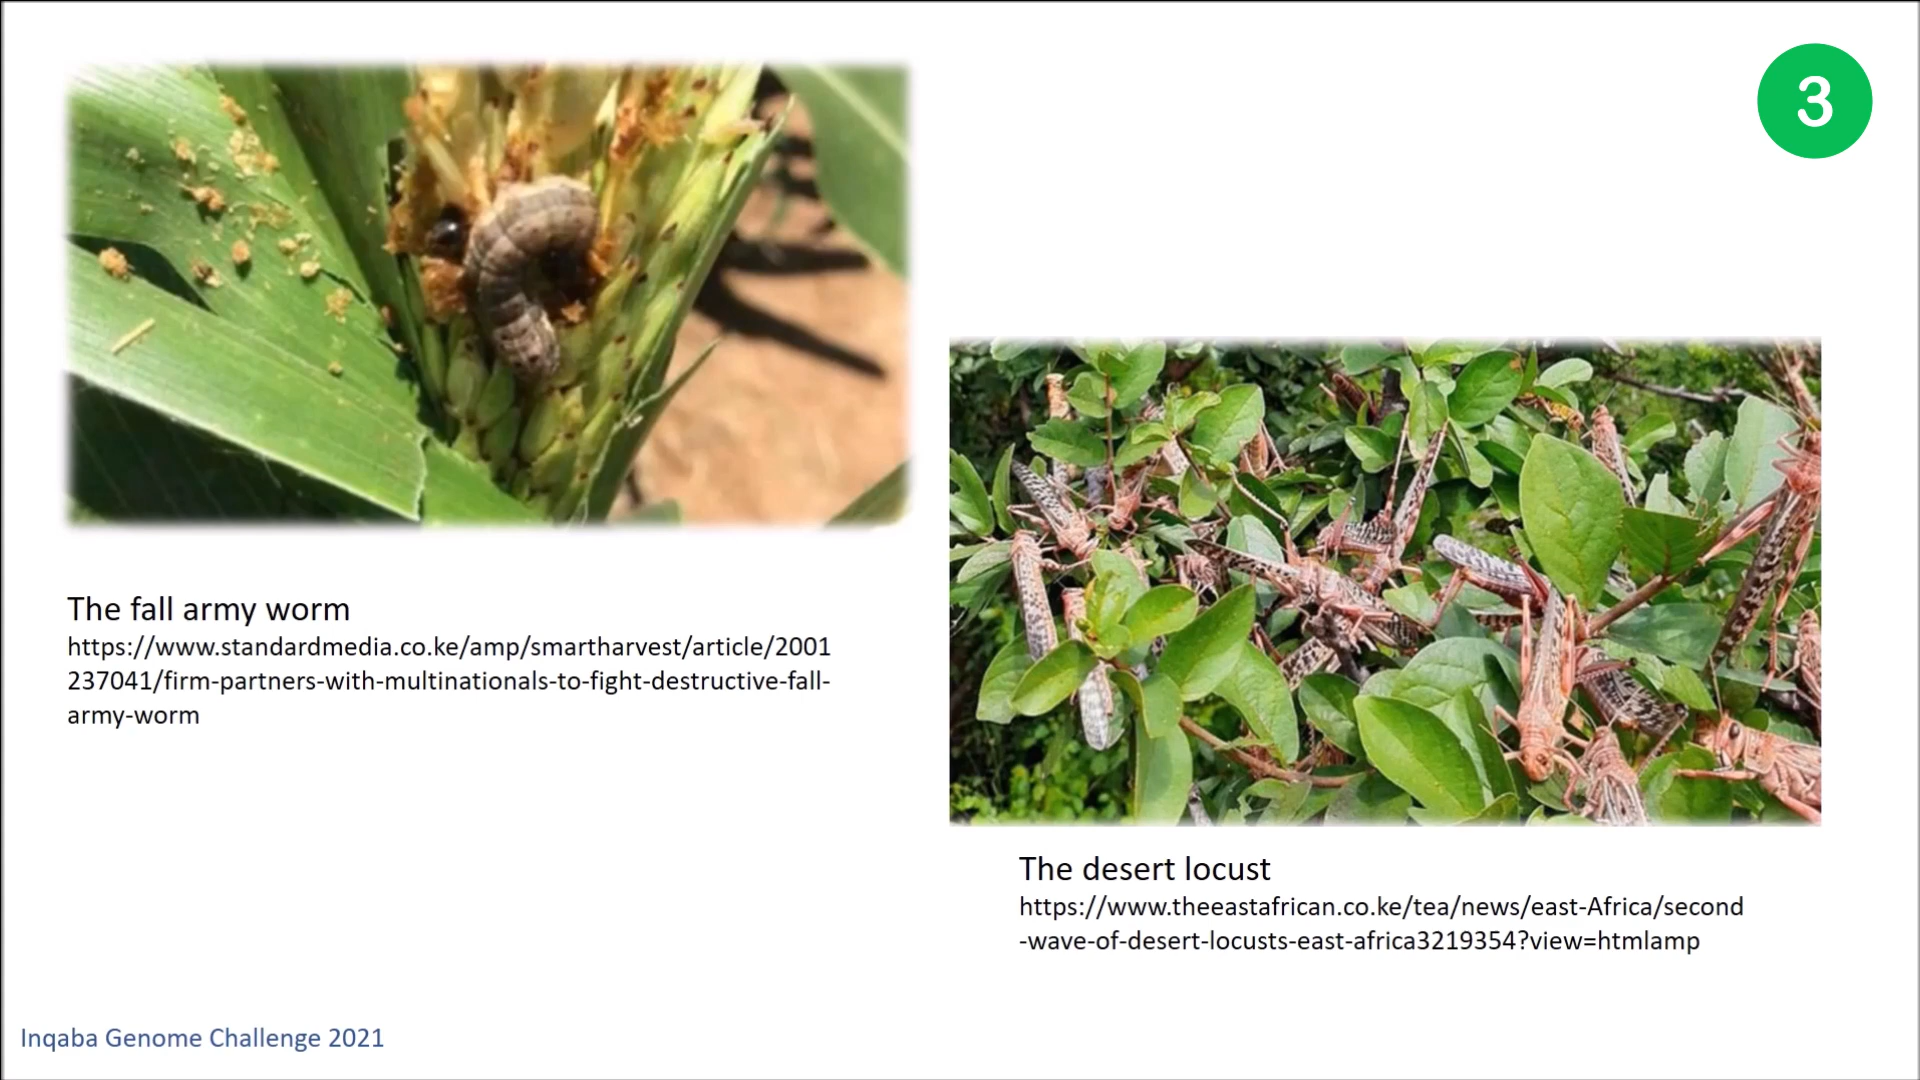 3
The fall army worm
https://www.standardmedia.co.ke/amp/smartharvest/article/2001
237041/firm-partners-with-multinationals-to-fight-destructive-fall-
army-worm
The desert locust
https://www.theeastafrican.co.ke/tea/news/east-Africa/second
-wave-of-desert-locusts-east-africa3219354?view=htmlamp
Inqaba Genome Challenge 2021